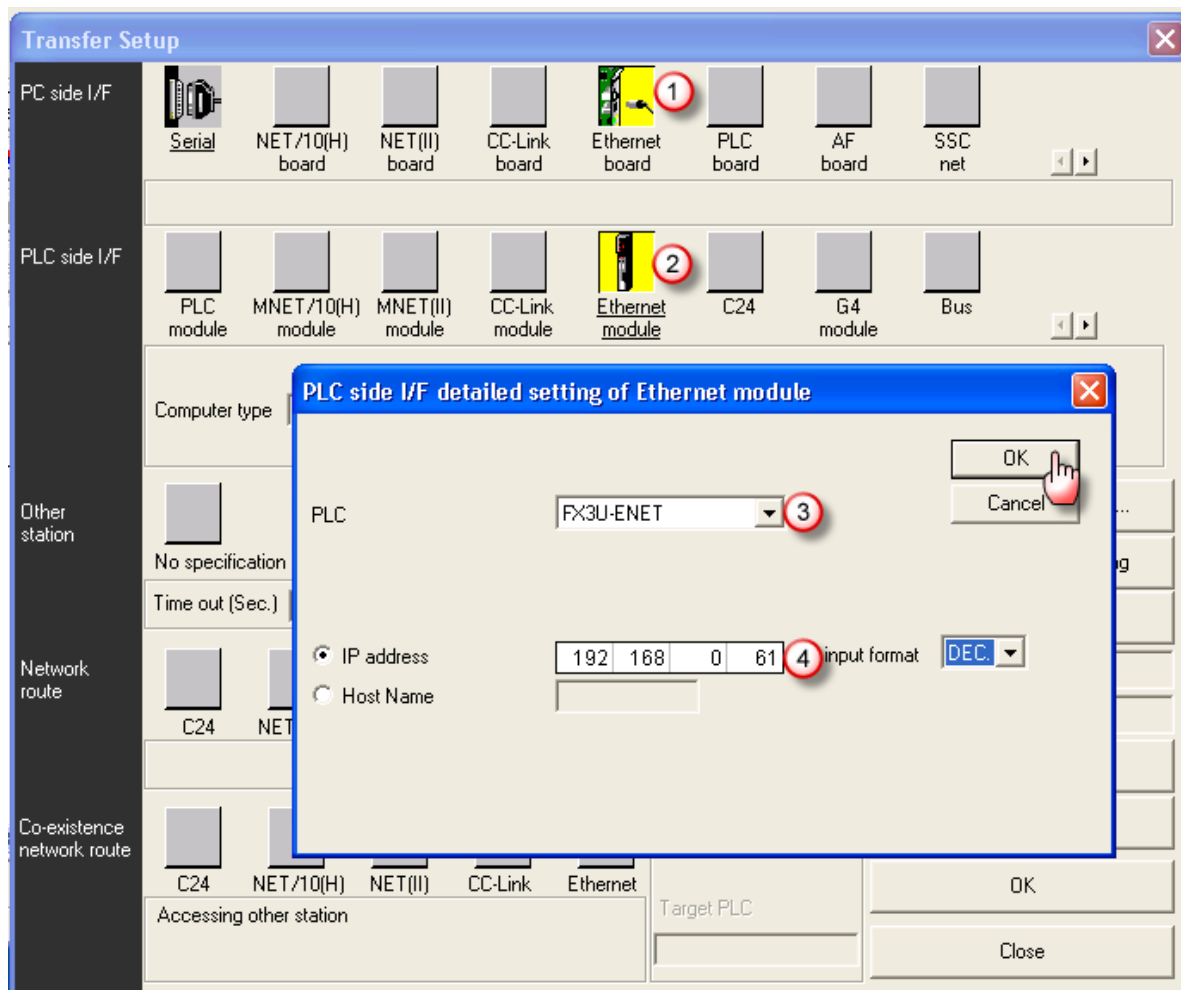 Transfer Setup
PC side I/F
Serial
NET/10(H)
board
NET(II)
board
CC-Link
board
Ethernet
board
PLC
board
AF
board
SSC
net
1
PLC side I/F
PLC
module
MNET/10(H)
module
MNET(II)
module
CC-Link
module
Ethernet
module
C24
G4
module
Bus
2
Computer type
PLC side I/F detailed setting of Ethernet module
OK
Cancel
PLC
FX3U-ENET
3
IP address
192 168 0 61
4
input format
DEC.
Host Name
Other
station
No specification
...
Time out (Sec.)
Network
route
C24
Co-existence
network route
C24
NET/10(H)
NET(II)
CC-Link
Ethernet
Accessing other station
Target PLC
OK
Close